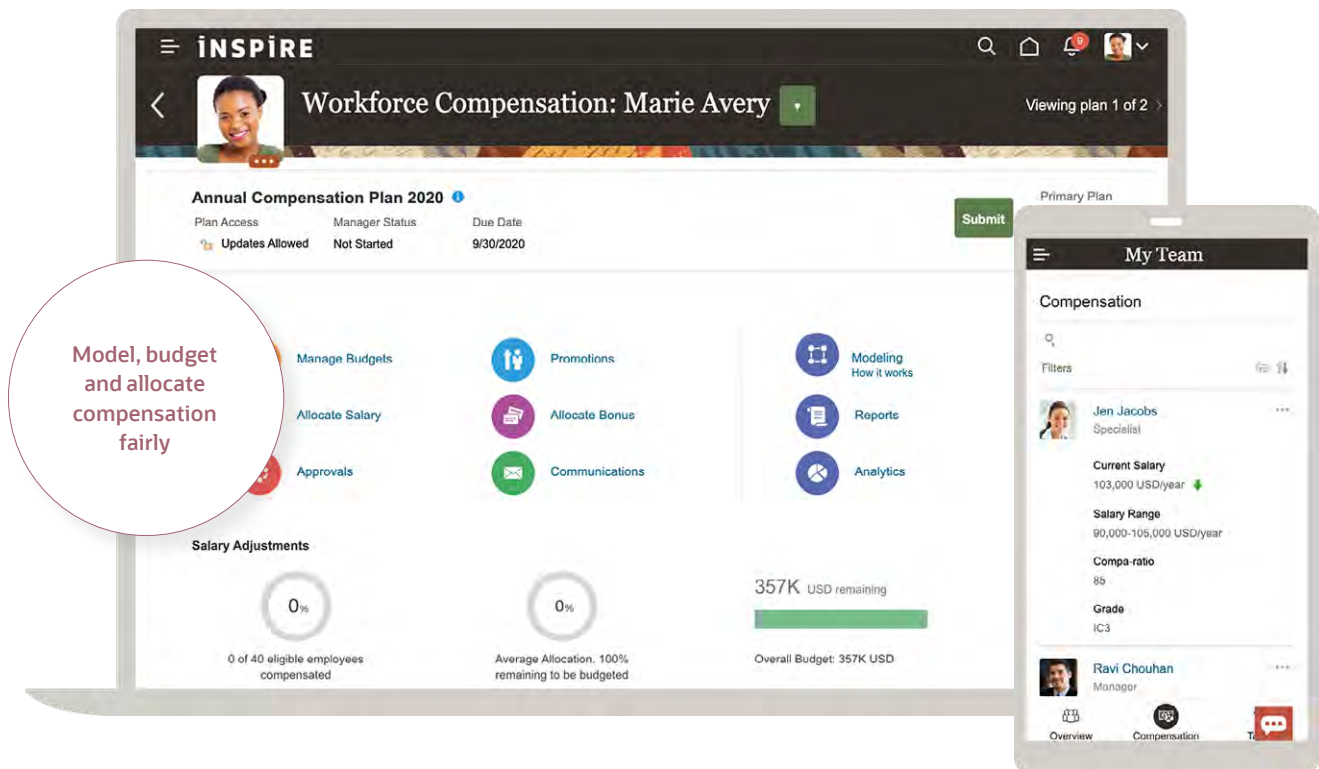 iNSPiRE
9
Workforce Compensation: Marie Avery
Viewing plan 1 of 2
Annual Compensation Plan 2020
Plan Access
Manager Status
Due Date
Updates Allowed
Not Started
9/30/2020
Submit
Primary Plan
Model, budget
and allocate
compensation
fairly
Manage Budgets
Promotions
Modeling
How it works
Allocate Salary
Allocate Bonus
Reports
Approvals
Communications
Analytics
Salary Adjustments
0%
0 of 40 eligible employees
compensated
0%
Average Allocation. 100%
remaining to be budgeted
357K USD remaining
Overall Budget: 357K USD
My Team
Compensation
Filters
Jen Jacobs
Specialist
Current Salary
103,000 USD/year
Salary Range
90,000-105,000 USD/year
Compa-ratio
85
Grade
IC3
Ravi Chouhan
Manager
Overview
Compensation